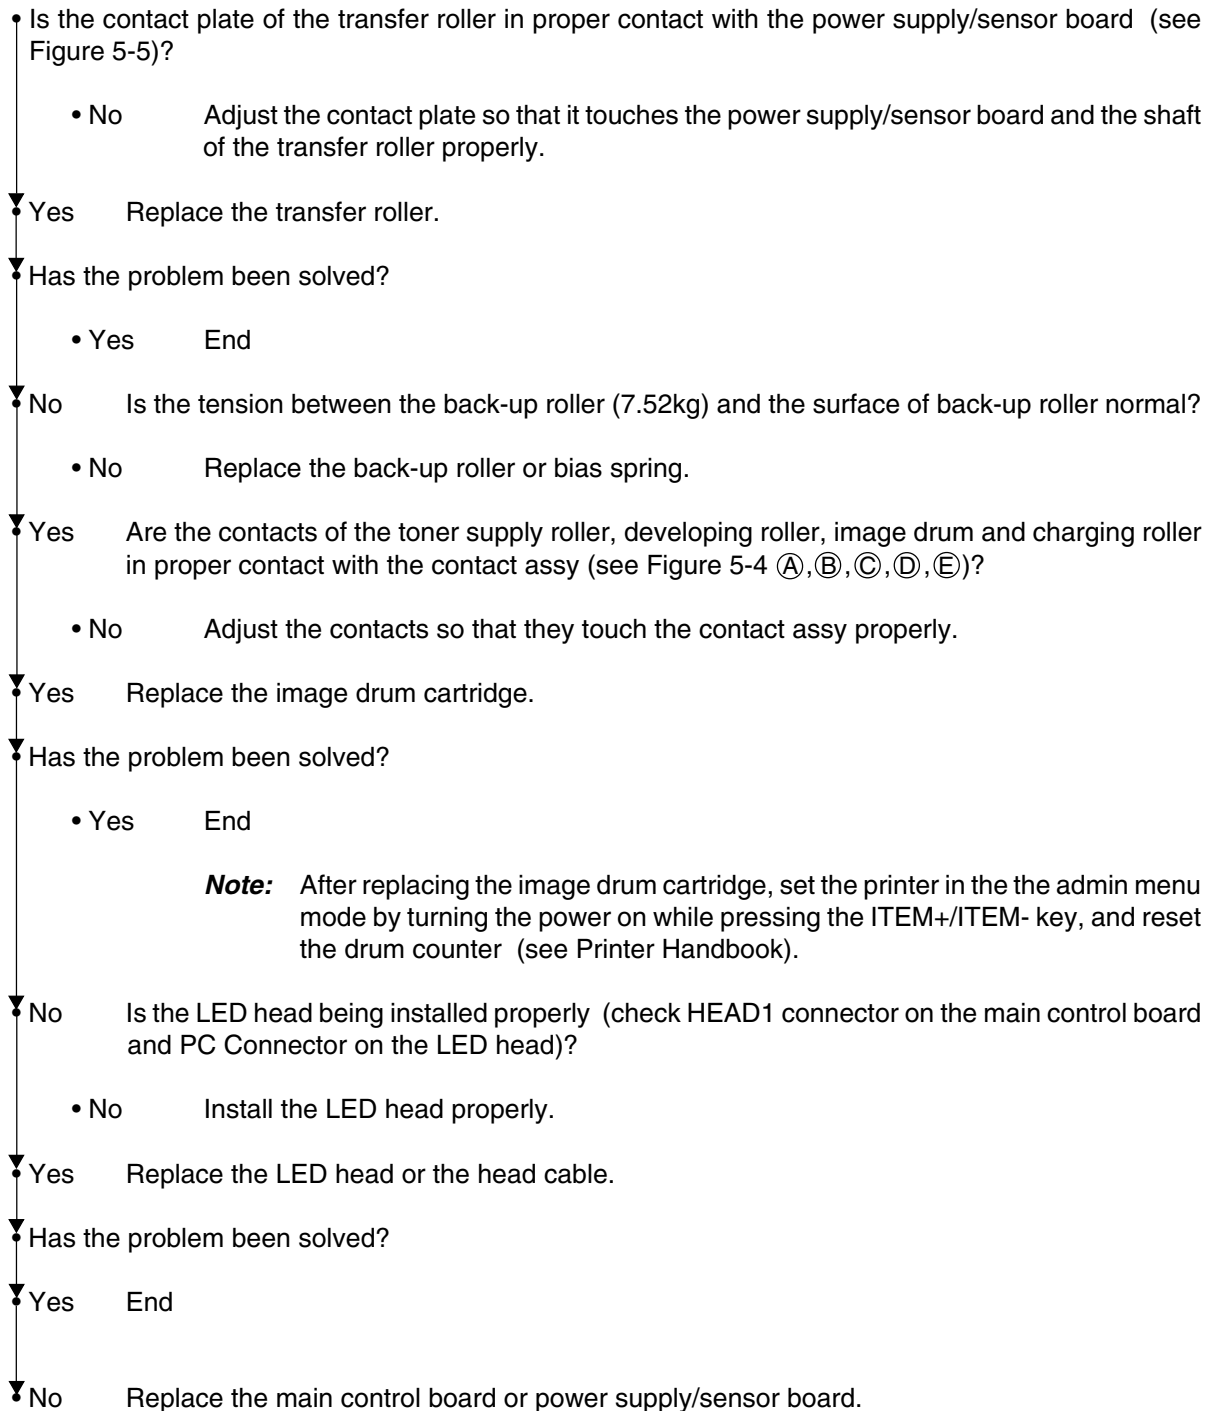 • Is the contact plate of the transfer roller in proper contact with the power supply/sensor board (see
Figure 5-5)?
• No Adjust the contact plate so that it touches the power supply/sensor board and the shaft
of the transfer roller properly.
Yes Replace the transfer roller.
Has the problem been solved?
• Yes End
No Is the tension between the back-up roller (7.52kg) and the surface of back-up roller normal?
• No Replace the back-up roller or bias spring.
Yes Are the contacts of the toner supply roller, developing roller, image drum and charging roller
in proper contact with the contact assy (see Figure 5-4 Ⓐ,Ⓑ,Ⓒ,Ⓓ,Ⓔ)?
• No Adjust the contacts so that they touch the contact assy properly.
Yes Replace the image drum cartridge.
Has the problem been solved?
• Yes End
Note: After replacing the image drum cartridge, set the printer in the the admin menu
mode by turning the power on while pressing the ITEM+/ITEM- key, and reset
the drum counter (see Printer Handbook).
No Is the LED head being installed properly (check HEAD1 connector on the main control board
and PC Connector on the LED head)?
• No Install the LED head properly.
Yes Replace the LED head or the head cable.
Has the problem been solved?
Yes End
No Replace the main control board or power supply/sensor board.